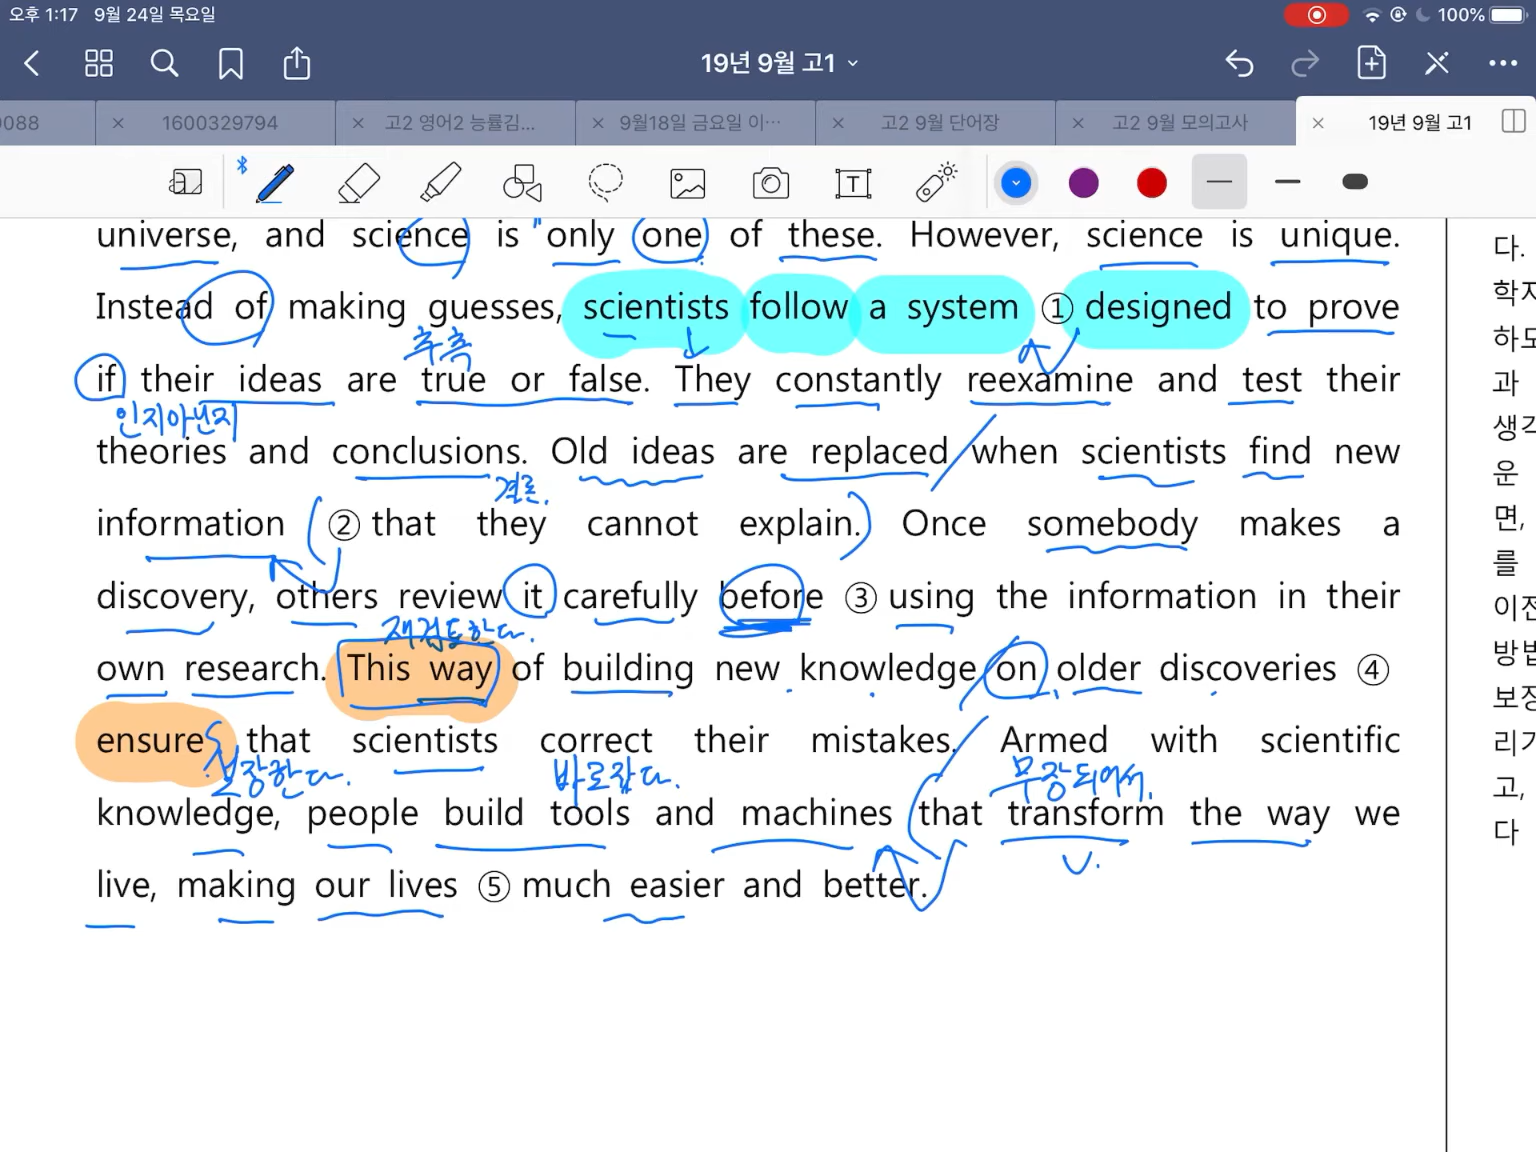 오후 1:17 9월 24일 목요일 100%
19년 9월 고1
0088 × 1600329794 × 고2 영어2 능률김... × 9월18일 금요일 이... × 고2 9월 단어장 × 고2 9월 모의고사 × 19년 9월 고1
universe, and science is "only one of these. However, science is unique.
Instead of making guesses, scientists follow a system ① designed to prove
추측
if their ideas are true or false. They constantly reexamine and test their
인지아닌지
theories and conclusions. Old ideas are replaced / when scientists find new
결론.
information ( ② that they cannot explain.) Once somebody makes a
discovery, others review it carefully before ③ using the information in their
재검토한다.
own research. This way of building new knowledge / on older discoveries ④
ensures that scientists correct their mistakes. Armed with scientific
보장한다. 바로잡다. 무장되어서.
knowledge, people build tools and machines (that transform the way we
live, making our lives ⑤ much easier and better.
다.
학자
하도
과
생각
운
면,
를
이전
방법
보장
리가
고,
다